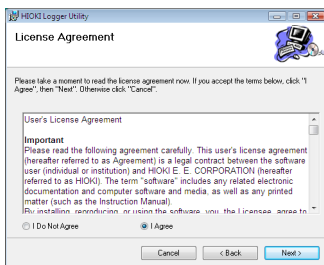 HIOKI Logger Utility
License Agreement
Please take a moment to read the license agreement now. If you accept the terms below, click "I
Agree", then "Next". Otherwise click "Cancel".
User's License Agreement
Important
Please read the following agreement carefully. This user's license agreement
(hereafter referred to as Agreement) is a legal contract between the software
user (individual or institution) and HIOKI E. E. CORPORATION (hereafter
referred to as HIOKI). The term "software" includes any related electronic
documentation and computer software and media, as well as any printed
matter (such as the Instruction Manual).
By installing, reproducing, or using the software, you, the Licensee, agree to
I Do Not Agree
I Agree
Cancel
< Back
Next >